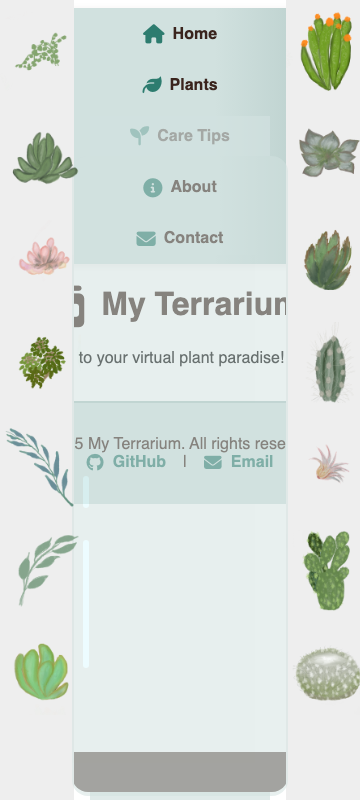 Home
Plants
Care Tips
About
Contact
My Terrarium
to your virtual plant paradise!
5 My Terrarium. All rights rese
GitHub | Email